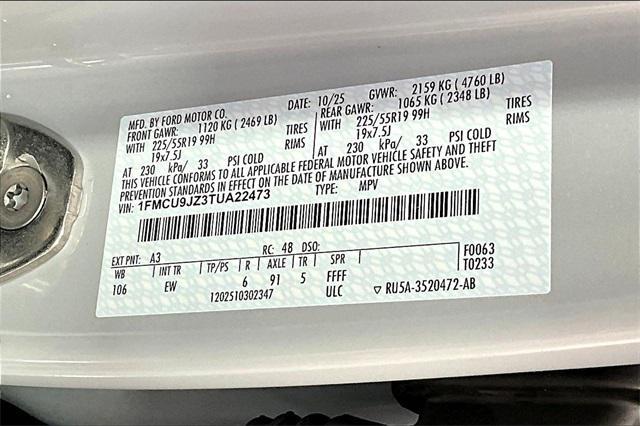 MFD. BY FORD MOTOR CO. DATE: 10/25 GVWR: 2159 KG ( 4760 LB)
FRONT GAWR: 1120 KG ( 2469 LB) REAR GAWR: 1065 KG ( 2348 LB)
WITH 225/55R19 99H TIRES WITH 225/55R19 99H TIRES
19x7.5J RIMS 19x7.5J RIMS
AT 230 kPa/ 33 PSI COLD AT 230 kPa/ 33 PSI COLD
THIS VEHICLE CONFORMS TO ALL APPLICABLE FEDERAL MOTOR VEHICLE SAFETY AND THEFT
PREVENTION STANDARDS IN EFFECT ON THE DATE OF MANUFACTURE SHOWN ABOVE.
VIN: 1FMCU9JZ3TUA22473 TYPE: MPV
EXT PNT: A3 RC: 48 DSO: F0063
WB INT TR TP/PS R AXLE TR SPR T0233
106 EW 6 91 5 FFFF
1202510302347 ULC ▽ RU5A-3520472-AB